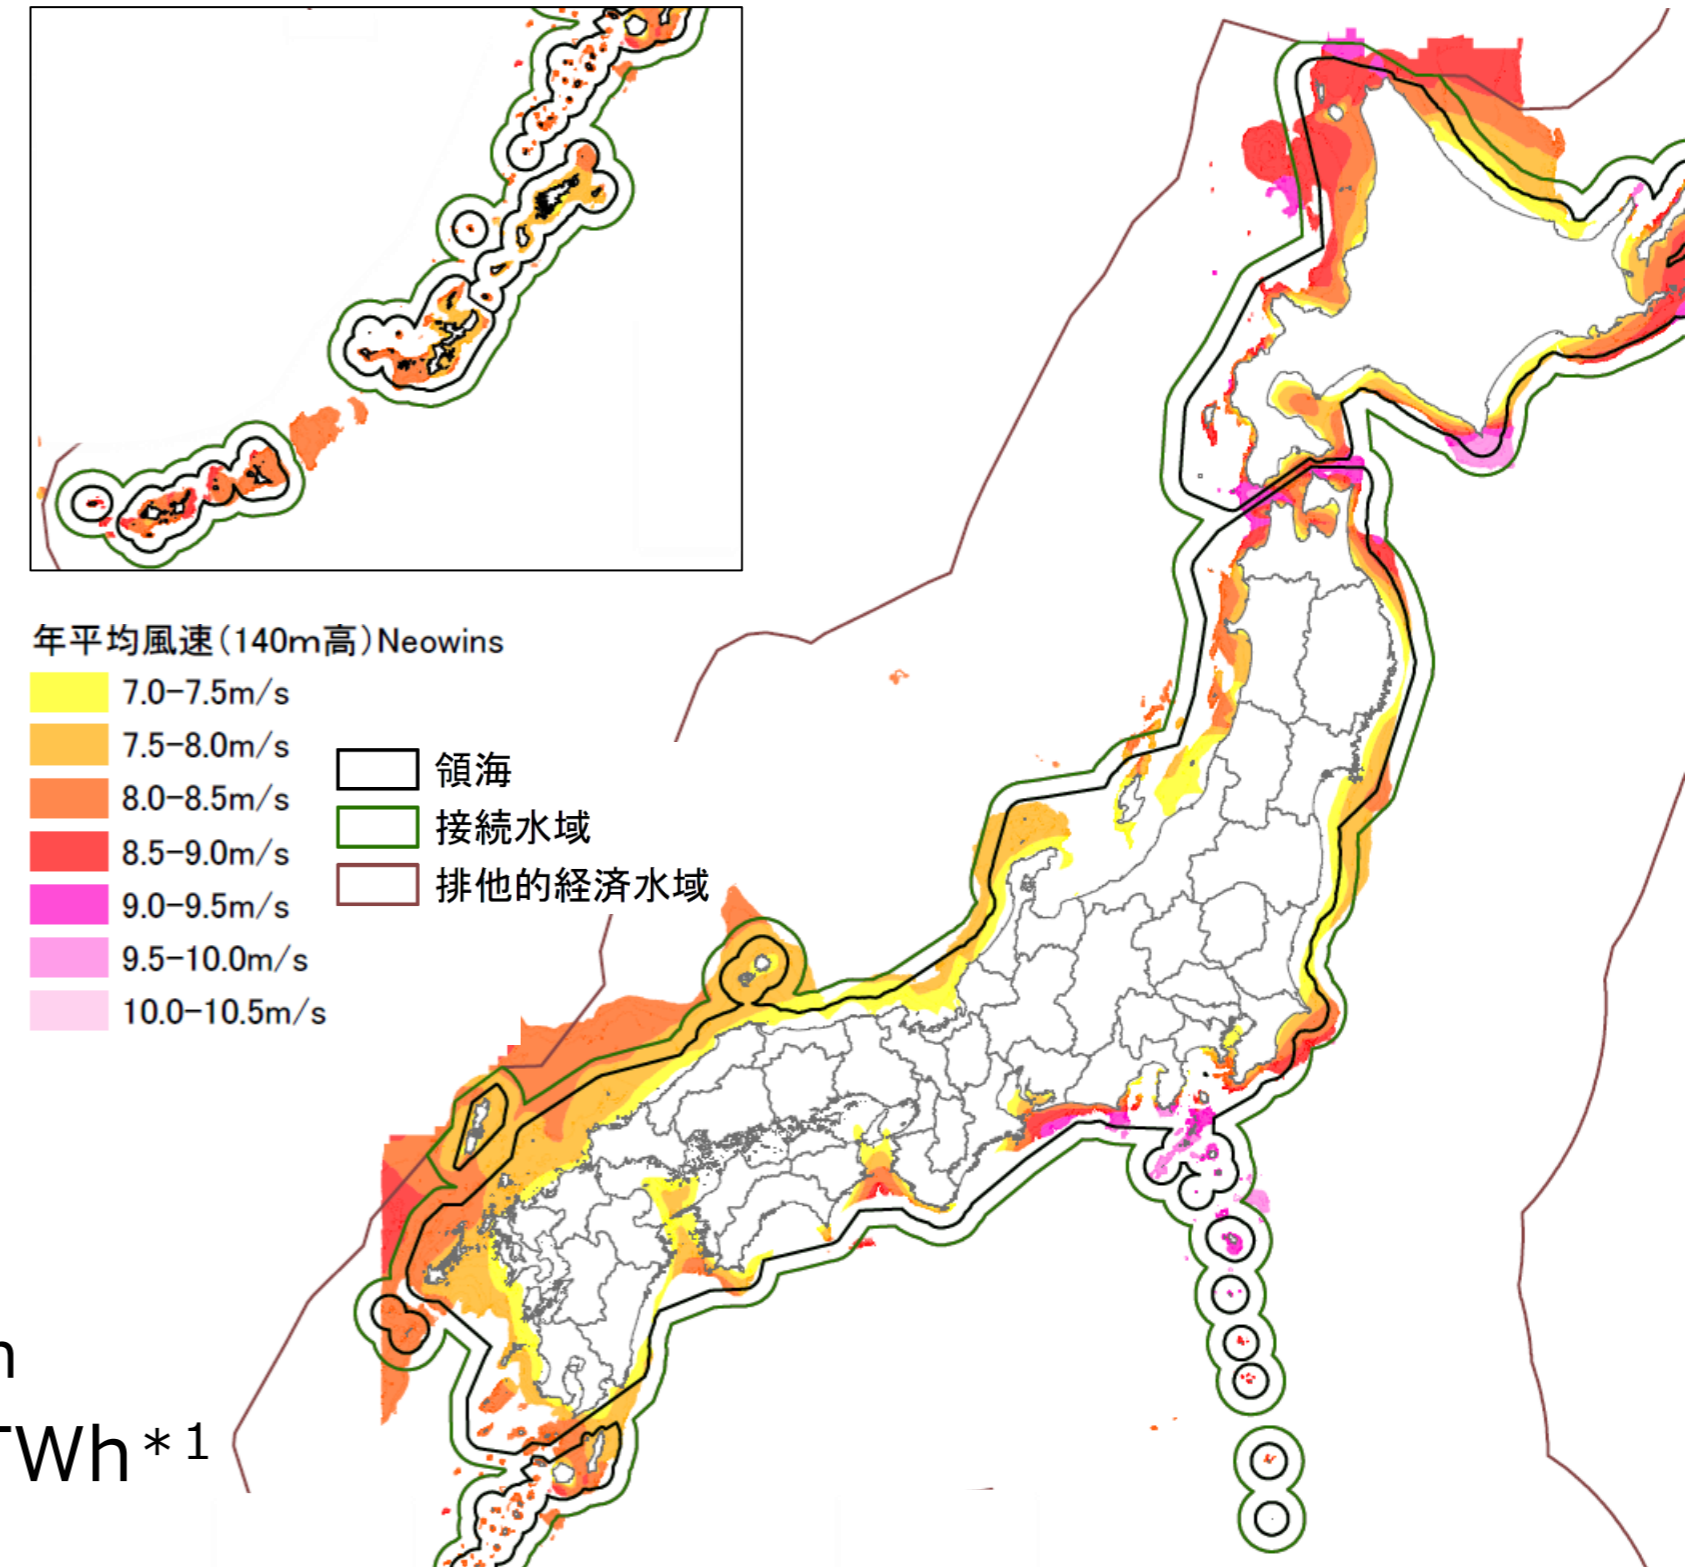 年平均風速(140m高)Neowins
7.0-7.5m/s
7.5-8.0m/s
8.0-8.5m/s
8.5-9.0m/s
9.0-9.5m/s
9.5-10.0m/s
10.0-10.5m/s
領海
接続水域
排他的経済水域
TWh*1